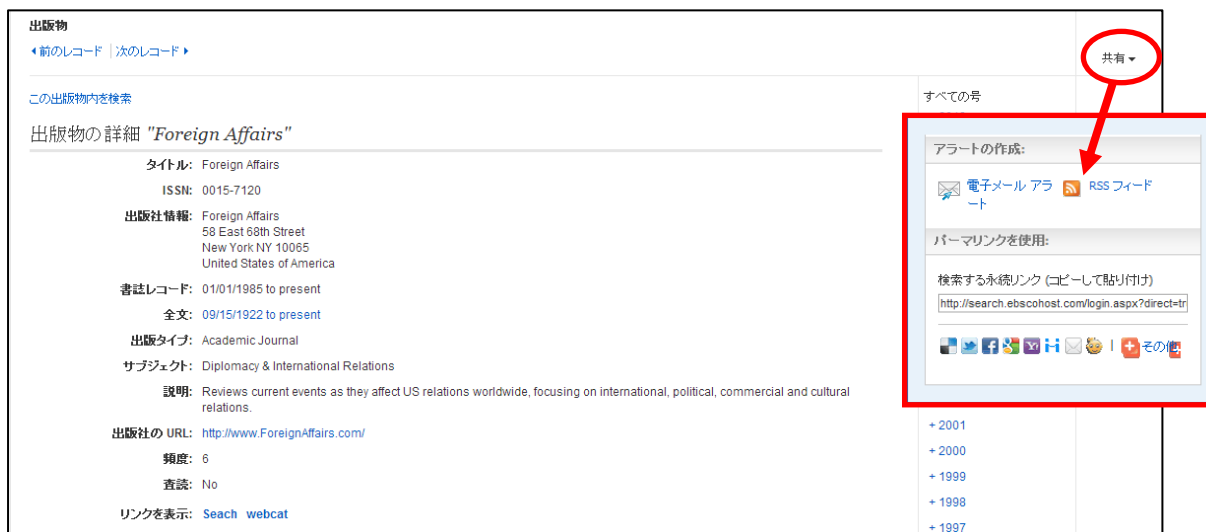 出版物
前のレコード | 次のレコード
共有
この出版物内を検索
すべての号
出版物の詳細 "Foreign Affairs"
タイトル: Foreign Affairs
ISSN: 0015-7120
出版社情報: Foreign Affairs
58 East 68th Street
New York NY 10065
United States of America
書誌レコード: 01/01/1985 to present
全文: 09/15/1922 to present
出版タイプ: Academic Journal
サブジェクト: Diplomacy & International Relations
説明: Reviews current events as they affect US relations worldwide, focusing on international, political, commercial and cultural
relations.
出版社の URL: http://www.ForeignAffairs.com/
頻度: 6
査読: No
リンクを表示: Seach webcat
アラートの作成:
電子メール アラ
ート
RSS フィード
パーマリンクを使用:
検索する永続リンク (コピーして貼り付け)
http://search.ebscohost.com/login.aspx?direct=tr
その他
+ 2001
+ 2000
+ 1999
+ 1998
+ 1997